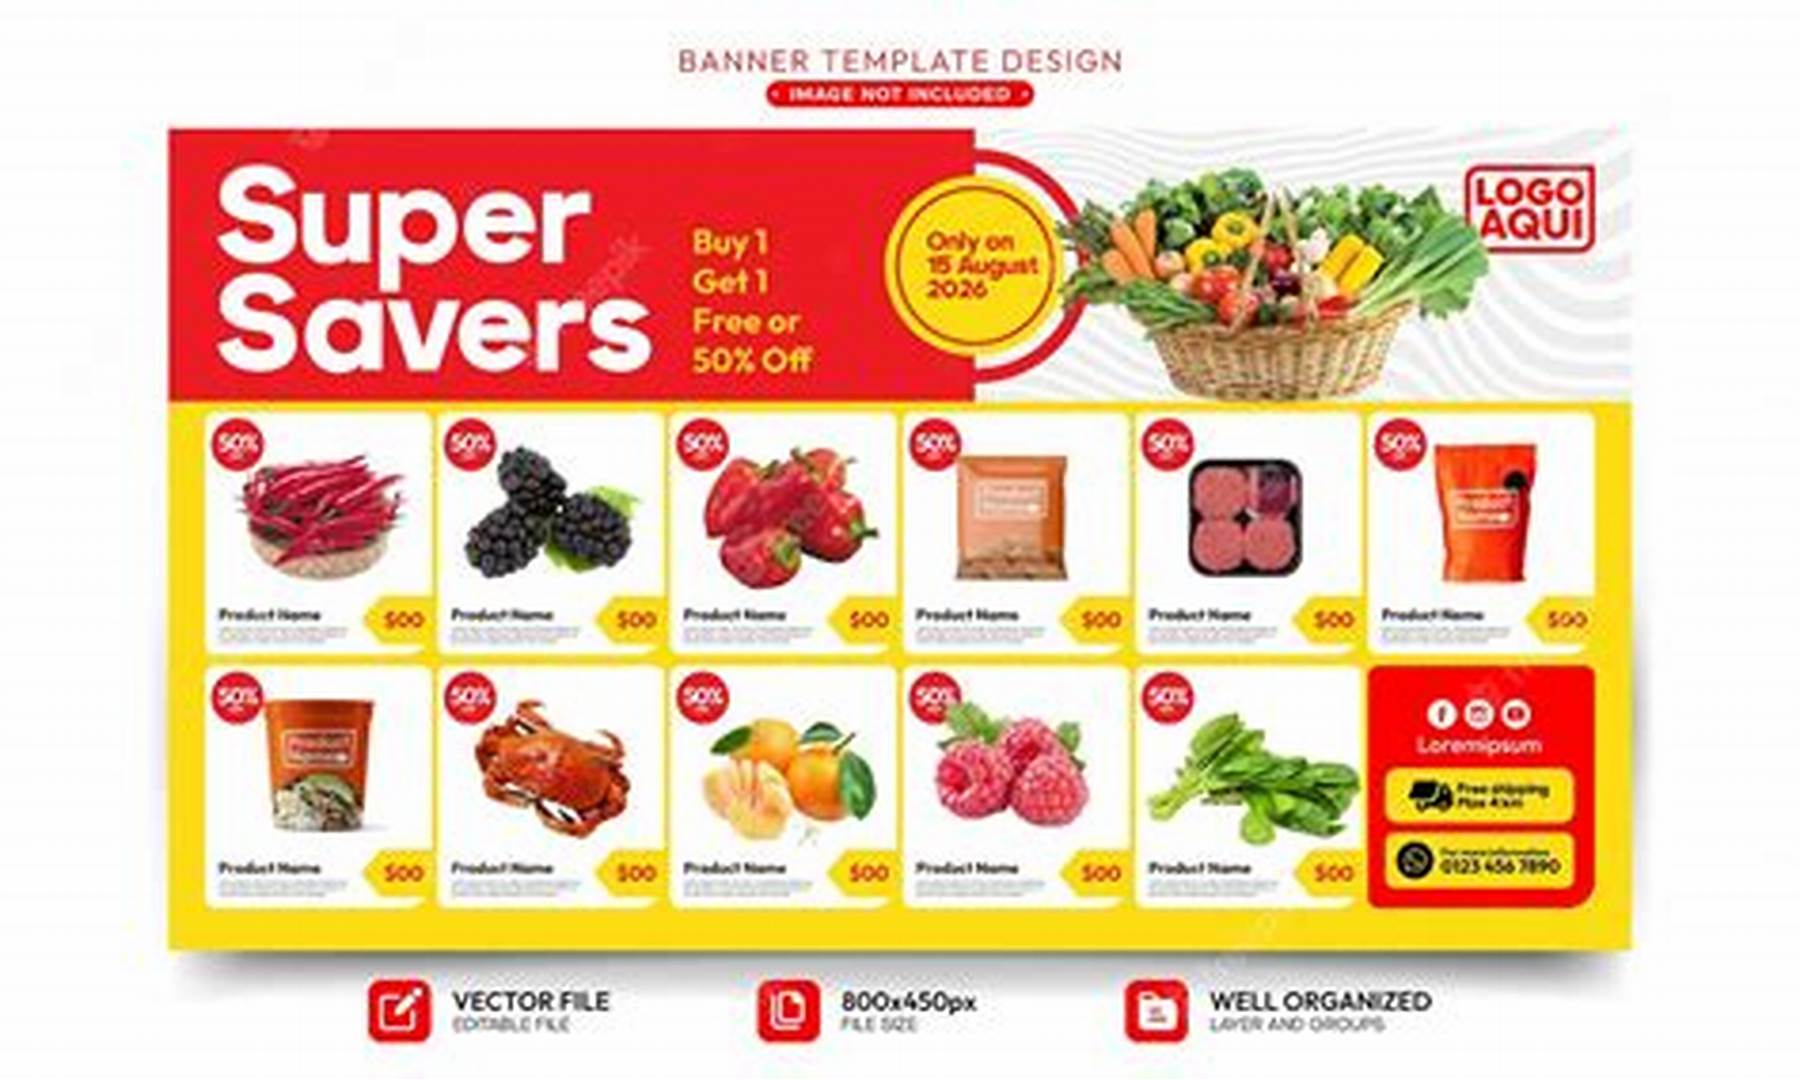 BANNER TEMPLATE DESIGN
• IMAGE NOT INCLUDED •
Super
Savers
Buy 1
Get 1
Free or
50% Off
Only on
15 August
2026
LOGO
AQUI
50%
50%
50%
50%
50%
50%
Product Name
$00
Product Name
$00
Product Name
$00
Product Name
$00
Product Name
$00
Product Name
$00
50%
50%
50%
50%
50%
Product Name
$00
Product Name
$00
Product Name
$00
Product Name
$00
Product Name
$00
Loremipsum
Free shipping
For more information
0123 456 7890
VECTOR FILE
EDITABLE FILE
800x450px
FILE SIZE
WELL ORGANIZED
LAYER AND GROUPS